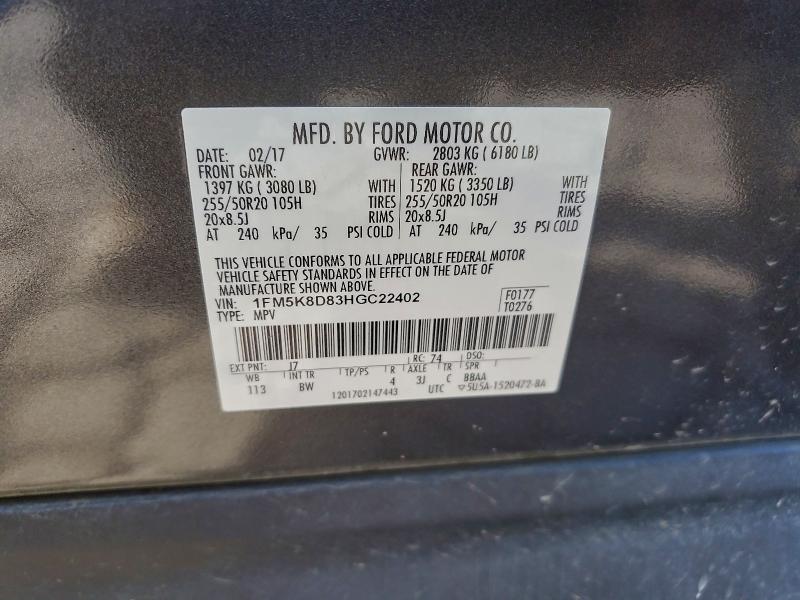 MFD. BY FORD MOTOR CO.
DATE: 02/17 GVWR: 2803 KG ( 6180 LB)
FRONT GAWR: REAR GAWR:
1397 KG ( 3080 LB) WITH 1520 KG ( 3350 LB) WITH
255/50R20 105H TIRES 255/50R20 105H TIRES
20x8.5J RIMS 20x8.5J RIMS
AT 240 kPa/ 35 PSI COLD AT 240 kPa/ 35 PSI COLD
THIS VEHICLE CONFORMS TO ALL APPLICABLE FEDERAL MOTOR
VEHICLE SAFETY STANDARDS IN EFFECT ON THE DATE OF
MANUFACTURE SHOWN ABOVE.
VIN: 1FM5K8D83HGC22402 F0177
TYPE: MPV T0276
EXT PNT: J7 RC: 74 DSO:
WB INT TR TP/PS R AXLE TR SPR
113 BW 4 3J C BBAA
1201702147443 UTC ▽5U5A-1520472-BA